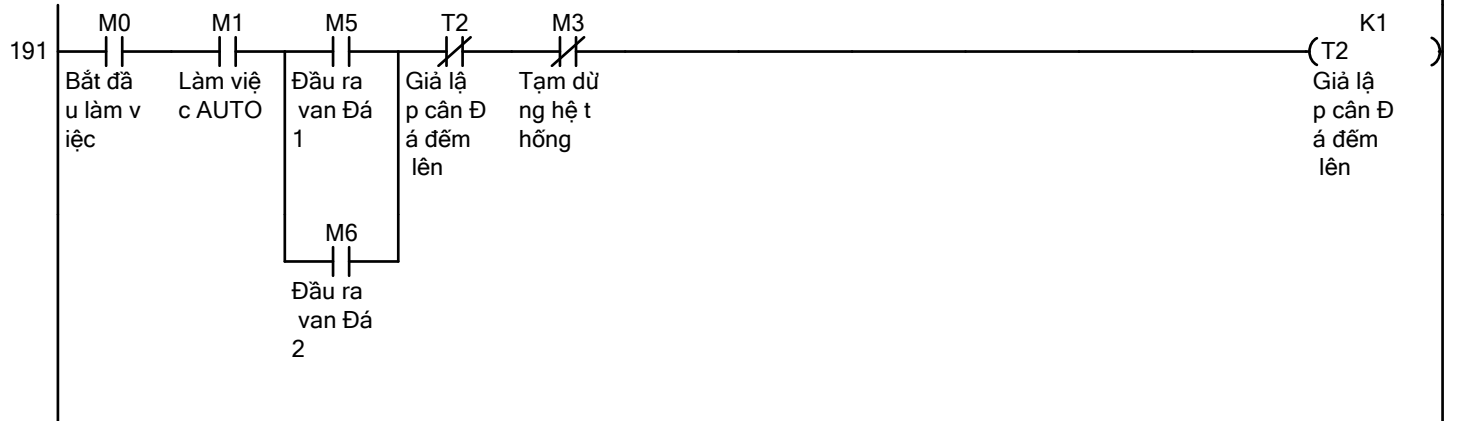 M0 M1 M5 T2 M3 K1
191 T2
Bắt đầ Làm việ Đầu ra Giả lậ Tạm dừ Giả lậ
u làm v c AUTO van Đá p cân Đ ng hệ t p cân Đ
iệc 1 á đếm hống á đếm
lên lên
M6
Đầu ra
van Đá
2